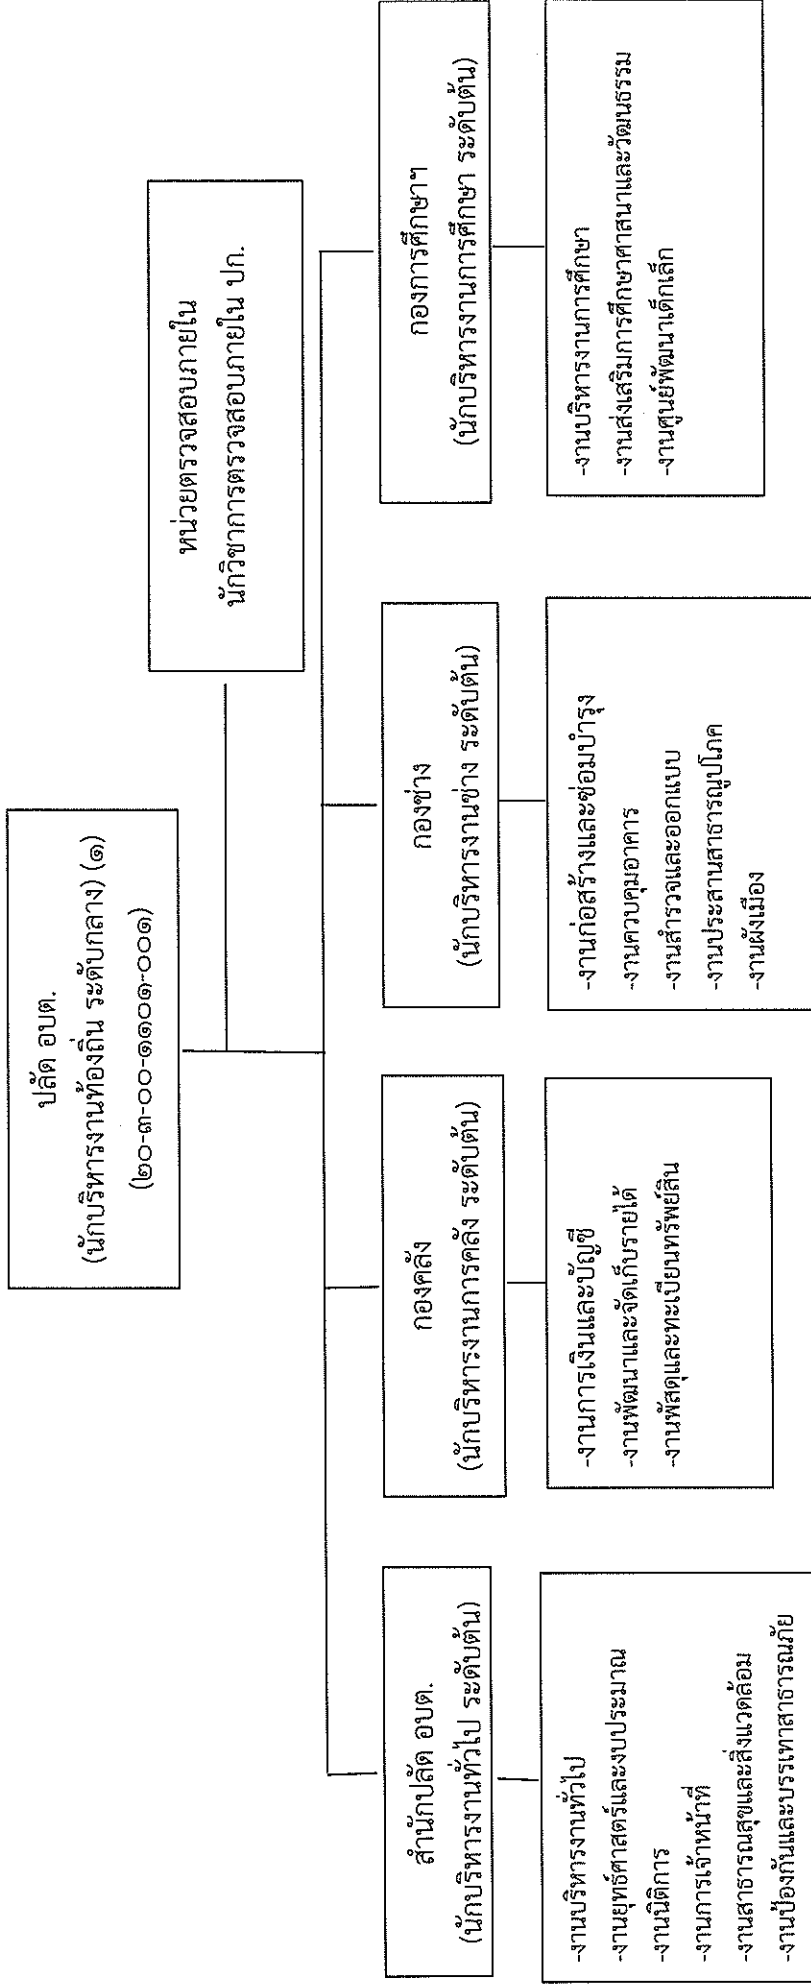 ปลัด อบต.
(นักบริหารงานท้องถิ่น ระดับกลาง) (๑)
(๒๐-๓-๐๐-๑๑๐๑-๐๐๑)
หน่วยตรวจสอบภายใน
นักวิชาการตรวจสอบภายใน ปก.
สำนักปลัด อบต.
(นักบริหารงานทั่วไป ระดับต้น)
กองคลัง
(นักบริหารงานการคลัง ระดับต้น)
กองช่าง
(นักบริหารงานช่าง ระดับต้น)
กองการศึกษาฯ
(นักบริหารงานการศึกษา ระดับต้น)
-งานบริหารงานทั่วไป
-งานยุทธ์ศาสตร์และงบประมาณ
-งานนิติการ
-งานการเจ้าหน้าที่
-งานสาธารณสุขและสิ่งแวดล้อม
-งานป้องกันและบรรเทาสาธารณภัย
-งานการเงินและบัญชี
-งานพัฒนาและจัดเก็บรายได้
-งานพัสดุและทะเบียนทรัพย์สิน
-งานก่อสร้างและซ่อมบำรุง
-งานควบคุมอาคาร
-งานสำรวจและออกแบบ
-งานประสานสาธารณูปโภค
-งานผังเมือง
-งานบริหารงานการศึกษา
-งานส่งเสริมการศึกษาศาสนาและวัฒนธรรม
-งานศูนย์พัฒนาเด็กเล็ก